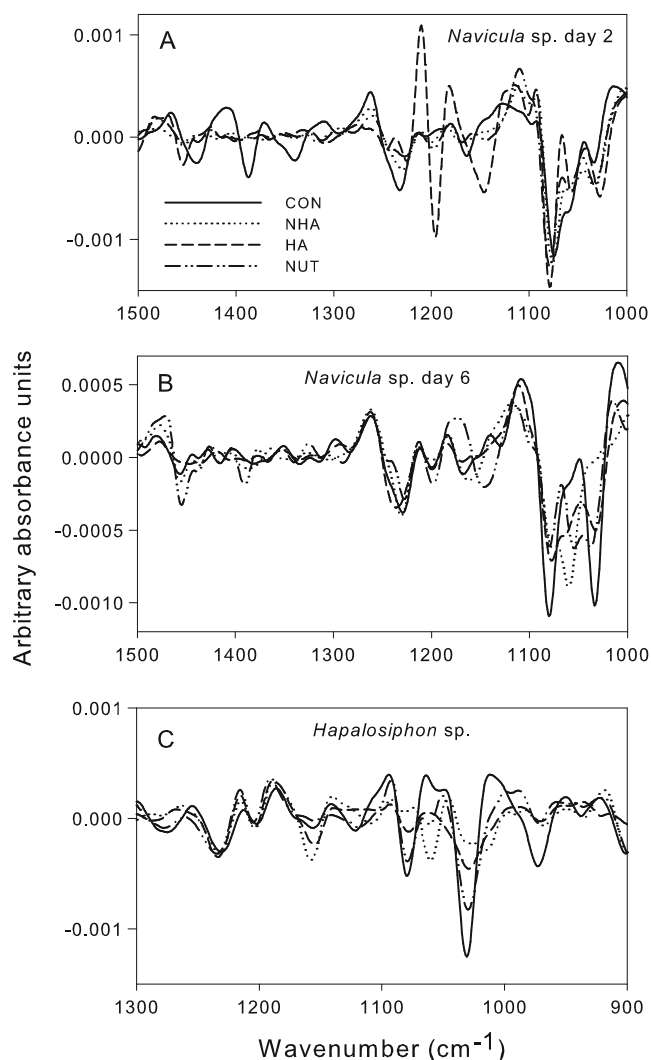 A
Navicula sp. day 2
0.001
0.000
-0.001
CON
NHA
HA
NUT
1500 1400 1300 1200 1100 1000
B
Navicula sp. day 6
0.0005
0.0000
-0.0005
-0.0010
1500 1400 1300 1200 1100 1000
Arbitrary absorbance units
C
Hapalosiphon sp.
0.001
0.000
-0.001
1300 1200 1100 1000 900
Wavenumber (cm-1)